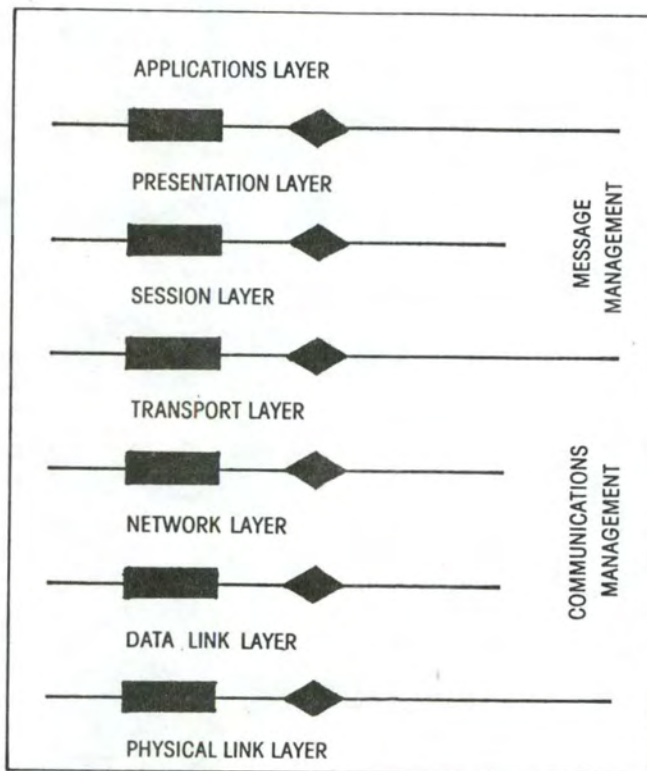 APPLICATIONS LAYER
PRESENTATION LAYER
MESSAGE
MANAGEMENT
SESSION LAYER
TRANSPORT LAYER
COMMUNICATIONS
MANAGEMENT
NETWORK LAYER
DATA LINK LAYER
PHYSICAL LINK LAYER